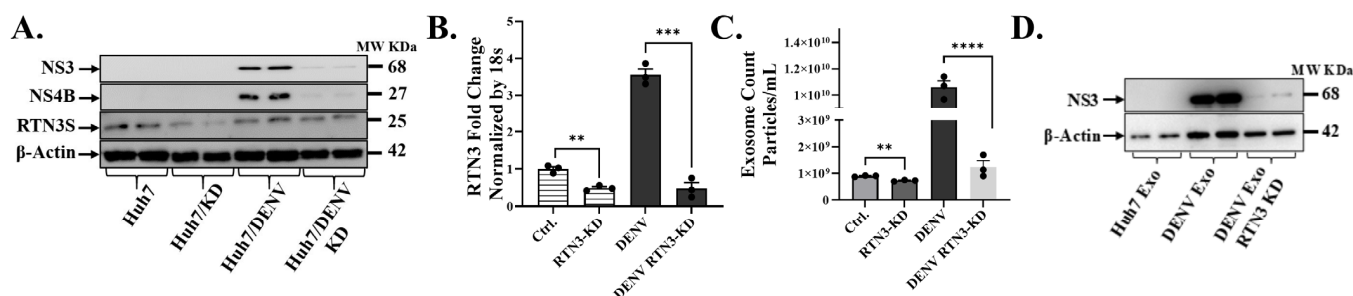 A.
MW KDa
NS3
68
NS4B
27
RTN3S
25
β-Actin
42
Huh7
Huh7/KD
Huh7/DENV
Huh7/DENV
KD
B.
RTN3 Fold Change
Normalized by 18s
5
4
3
2
1
0
**
***
Ctrl.
RTN3-KD
DENV
DENV RTN3-KD
C.
Exosome Count
Particles/mL
1.4×10¹⁰
1.2×10¹⁰
1×10¹⁰
3×10⁹
2×10⁹
1×10⁹
0
**
****
Ctrl.
RTN3-KD
DENV
DENV RTN3-KD
D.
MW KDa
NS3
68
β-Actin
42
Huh7 Exo
DENV Exo
DENV Exo
RTN3 KD